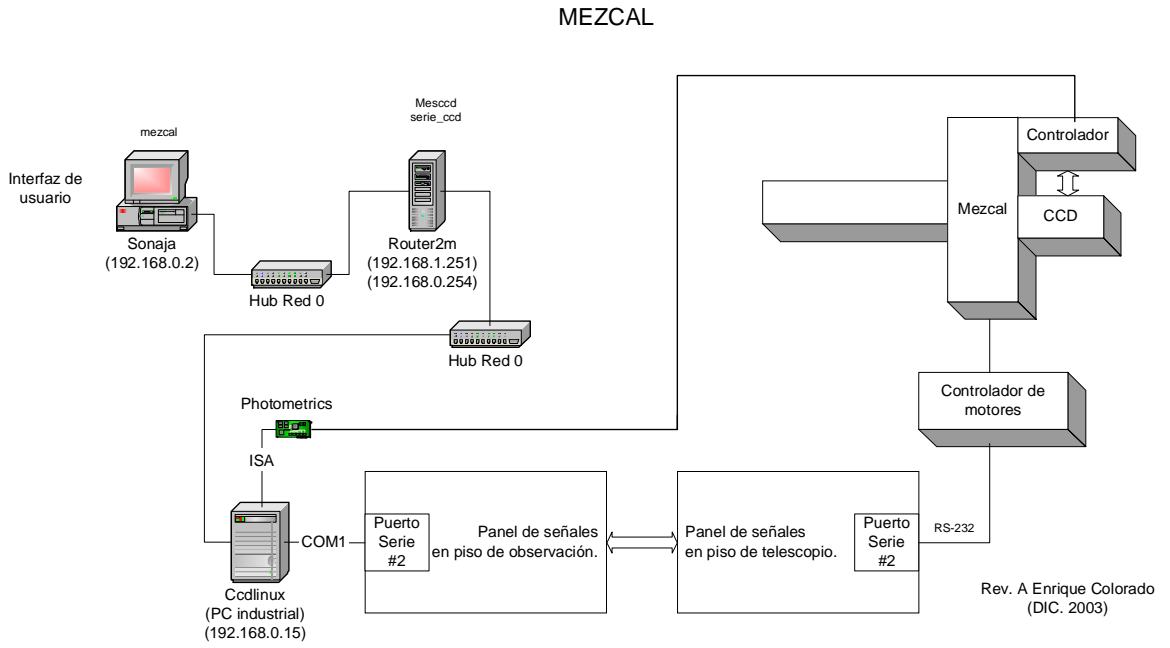 MEZCAL
Mesccd
serie_ccd
mezcal
Interfaz de
usuario
Sonaja
(192.168.0.2)
Hub Red 0
Router2m
(192.168.1.251)
(192.168.0.254)
Hub Red 0
Controlador
Mezcal
CCD
Controlador de
motores
Photometrics
ISA
COM1
Puerto
Serie
#2
Panel de señales
en piso de observación.
Panel de señales
en piso de telescopio.
Puerto
Serie
#2
RS-232
Ccdlinux
(PC industrial)
(192.168.0.15)
Rev. A Enrique Colorado
(DIC. 2003)